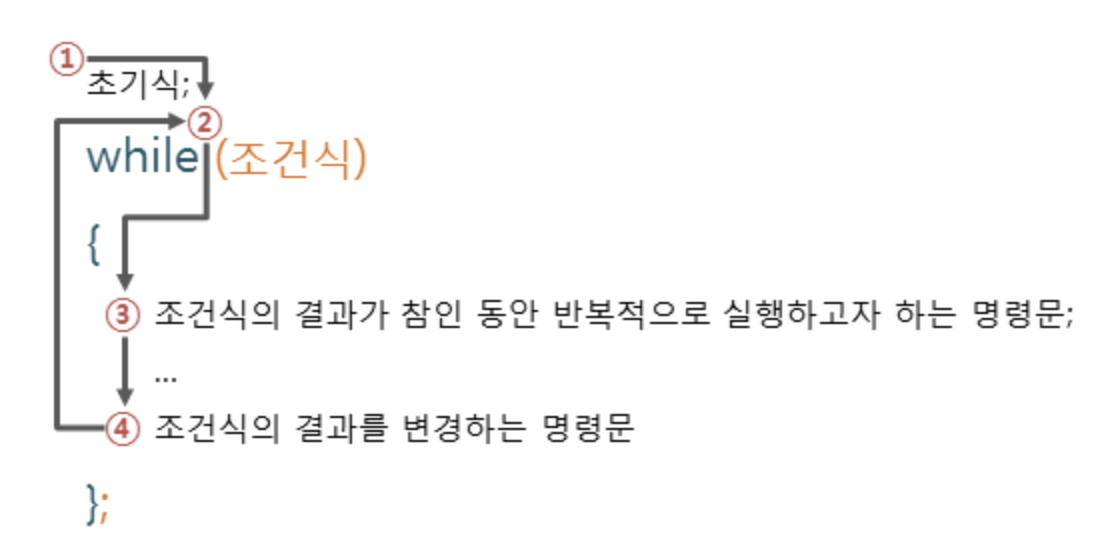 ①
초기식;
②
while (조건식)
{
③ 조건식의 결과가 참인 동안 반복적으로 실행하고자 하는 명령문;
...
④ 조건식의 결과를 변경하는 명령문
};